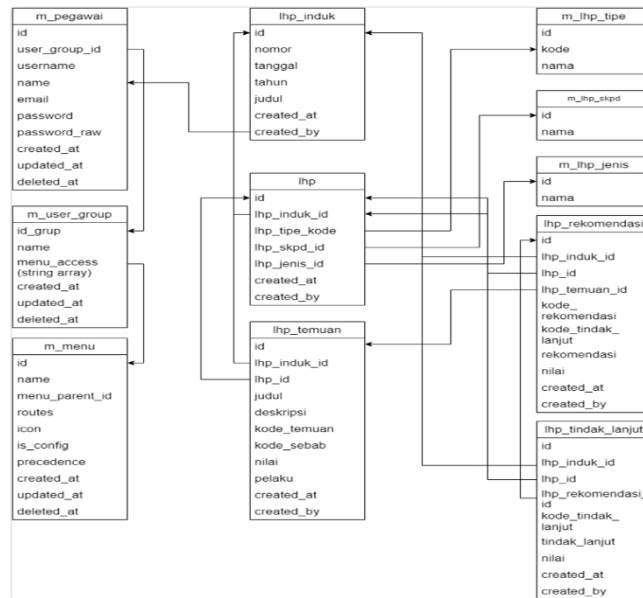 m_pegawai
id
user_group_id
username
name
email
password
password_raw
created_at
updated_at
deleted_at
m_user_group
id_grup
name
menu_access
(string array)
created_at
updated_at
deleted_at
m_menu
id
name
menu_parent_id
routes
icon
is_config
precedence
created_at
updated_at
deleted_at
lhp_induk
id
nomor
tanggal
tahun
judul
created_at
created_by
lhp
id
lhp_induk_id
lhp_tipe_kode
lhp_skpd_id
lhp_jenis_id
created_at
created_by
lhp_temuan
id
lhp_induk_id
lhp_id
judul
deskripsi
kode_temuan
kode_sebab
nilai
pelaku
created_at
created_by
m_lhp_tipe
id
kode
nama
m_lhp_skpd
id
nama
m_lhp_jenis
id
nama
lhp_rekomendasi
id
lhp_induk_id
lhp_id
lhp_temuan_id
kode_
rekomendasi
kode_tindak_
lanjut
rekomendasi
nilai
created_at
created_by
lhp_tindak_lanjut
id
lhp_induk_id
lhp_id
lhp_rekomendasi_
id
kode_tindak_
lanjut
tindak_lanjut
nilai
created_at
created_by